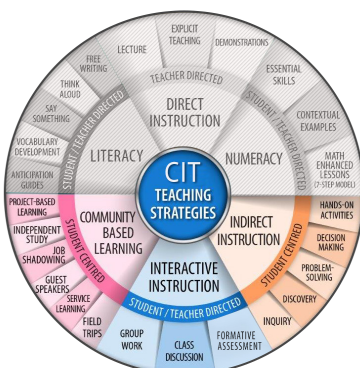 CIT
TEACHING
STRATEGIES
DIRECT
INSTRUCTION
TEACHER DIRECTED
LECTURE
EXPLICIT
TEACHING
DEMONSTRATIONS
NUMERACY
STUDENT / TEACHER DIRECTED
ESSENTIAL
SKILLS
CONTEXTUAL
EXAMPLES
MATH
ENHANCED
LESSONS
(7-STEP MODEL)
INDIRECT
INSTRUCTION
STUDENT CENTRED
HANDS-ON
ACTIVITIES
DECISION
MAKING
PROBLEM-
SOLVING
DISCOVERY
INQUIRY
INTERACTIVE
INSTRUCTION
STUDENT / TEACHER DIRECTED
FORMATIVE
ASSESSMENT
CLASS
DISCUSSION
GROUP
WORK
COMMUNITY
BASED
LEARNING
STUDENT CENTRED
FIELD
TRIPS
SERVICE
LEARNING
GUEST
SPEAKERS
JOB
SHADOWING
INDEPENDENT
STUDY
PROJECT-BASED
LEARNING
LITERACY
STUDENT / TEACHER DIRECTED
ANTICIPATION
GUIDES
VOCABULARY
DEVELOPMENT
SAY
SOMETHING
THINK
ALOUD
FREE
WRITING